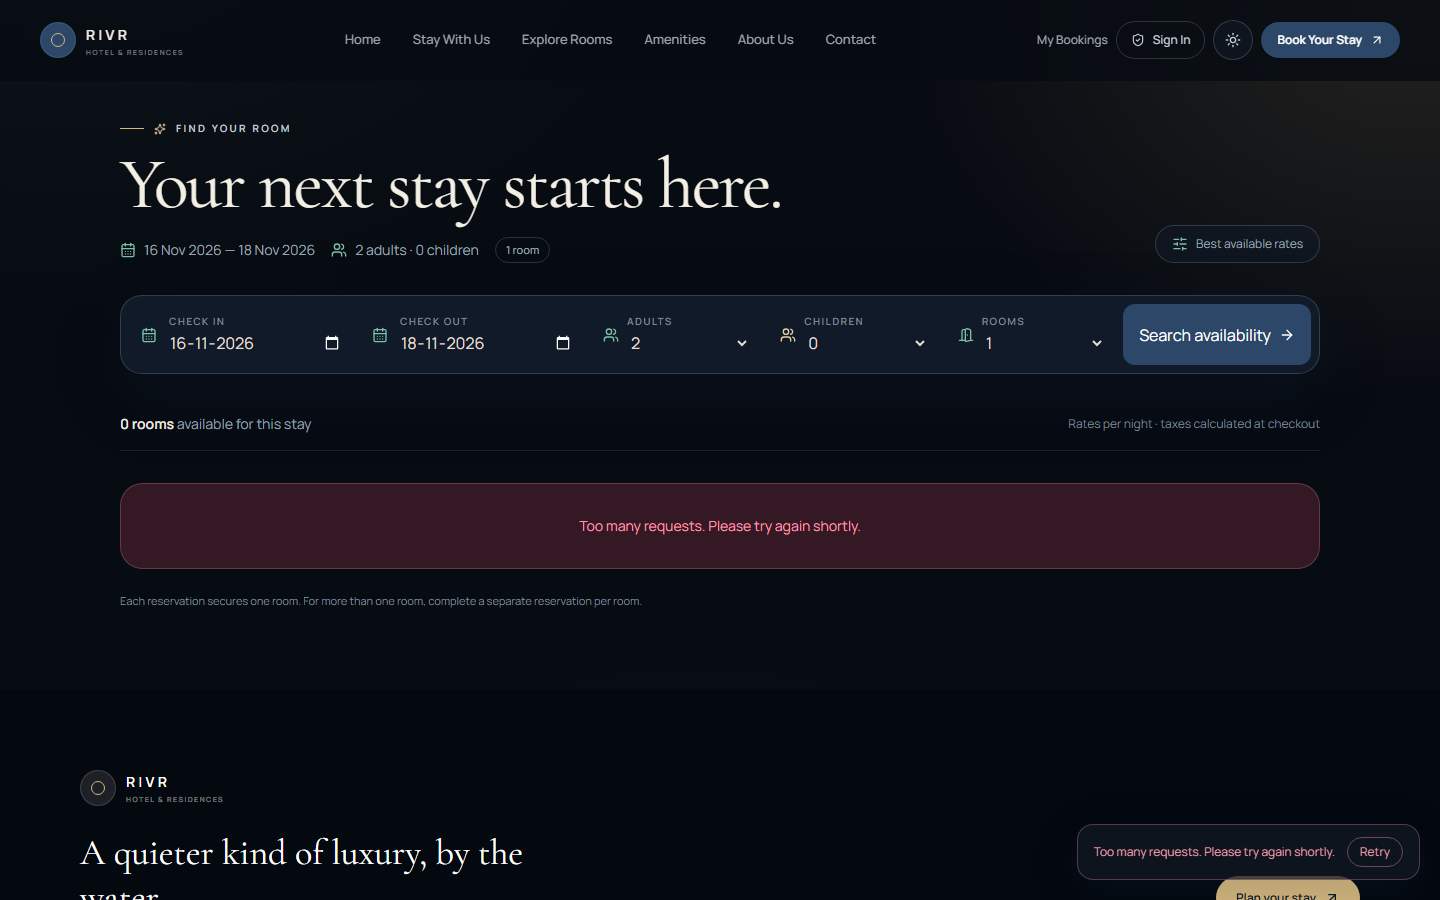 RIVR
HOTEL & RESIDENCES
Home
Stay With Us
Explore Rooms
Amenities
About Us
Contact
My Bookings
Sign In
Book Your Stay
FIND YOUR ROOM
Your next stay starts here.
16 Nov 2026 — 18 Nov 2026
2 adults · 0 children
1 room
Best available rates
CHECK IN
16-11-2026
CHECK OUT
18-11-2026
ADULTS
2
CHILDREN
0
ROOMS
1
Search availability
0 rooms available for this stay
Rates per night · taxes calculated at checkout
Too many requests. Please try again shortly.
Each reservation secures one room. For more than one room, complete a separate reservation per room.
RIVR
HOTEL & RESIDENCES
A quieter kind of luxury, by the
water.
Too many requests. Please try again shortly.
Retry
Plan your stay